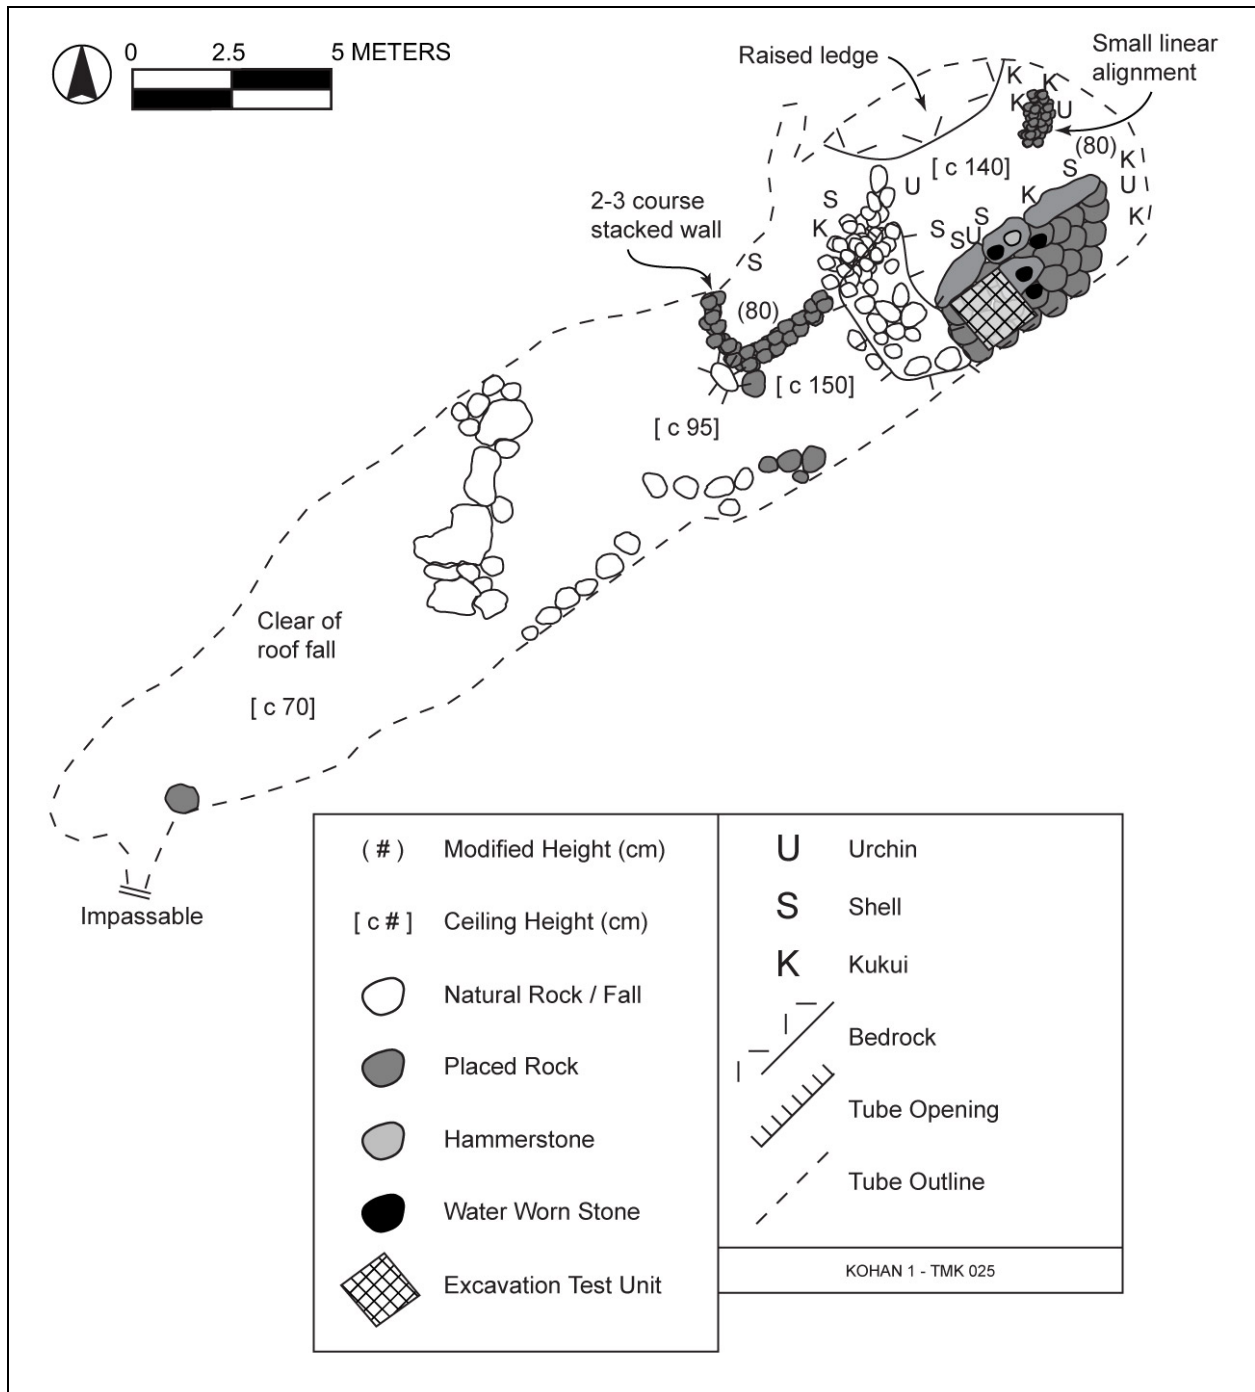 0 2.5 5 METERS
Raised ledge
Small linear
alignment
K K
K U
(80)
[ c 140]
S K
U
K U
K
S
K
S S
S U
2-3 course
stacked wall
S
(80)
[ c 150]
[ c 95]
Clear of
roof fall
[ c 70]
Impassable
( # ) Modified Height (cm)
[ c # ] Ceiling Height (cm)
Natural Rock / Fall
Placed Rock
Hammerstone
Water Worn Stone
Excavation Test Unit
U Urchin
S Shell
K Kukui
Bedrock
Tube Opening
Tube Outline
KOHAN 1 - TMK 025